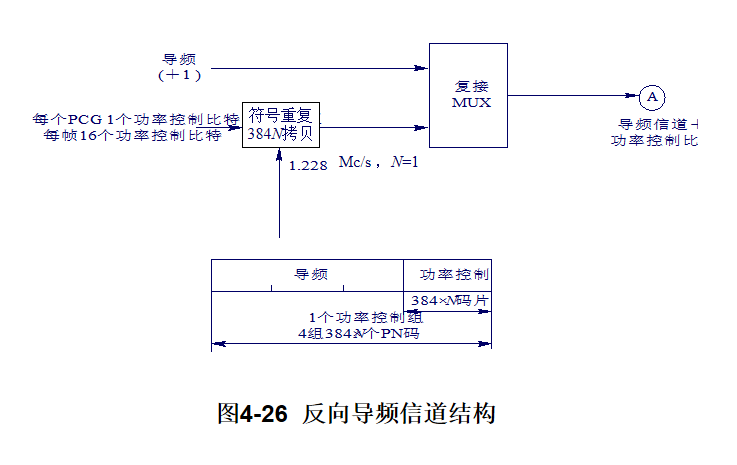 导频
(＋1)
复接
MUX
A
每个PCG 1个功率控制比特
每帧16个功率控制比特
符号重复
384N拷贝
导频信道+
功率控制比
1.228 Mc/s，N=1
导频 功率控制
384×N码片
1个功率控制组
4组384×N个PN码
图4-26 反向导频信道结构